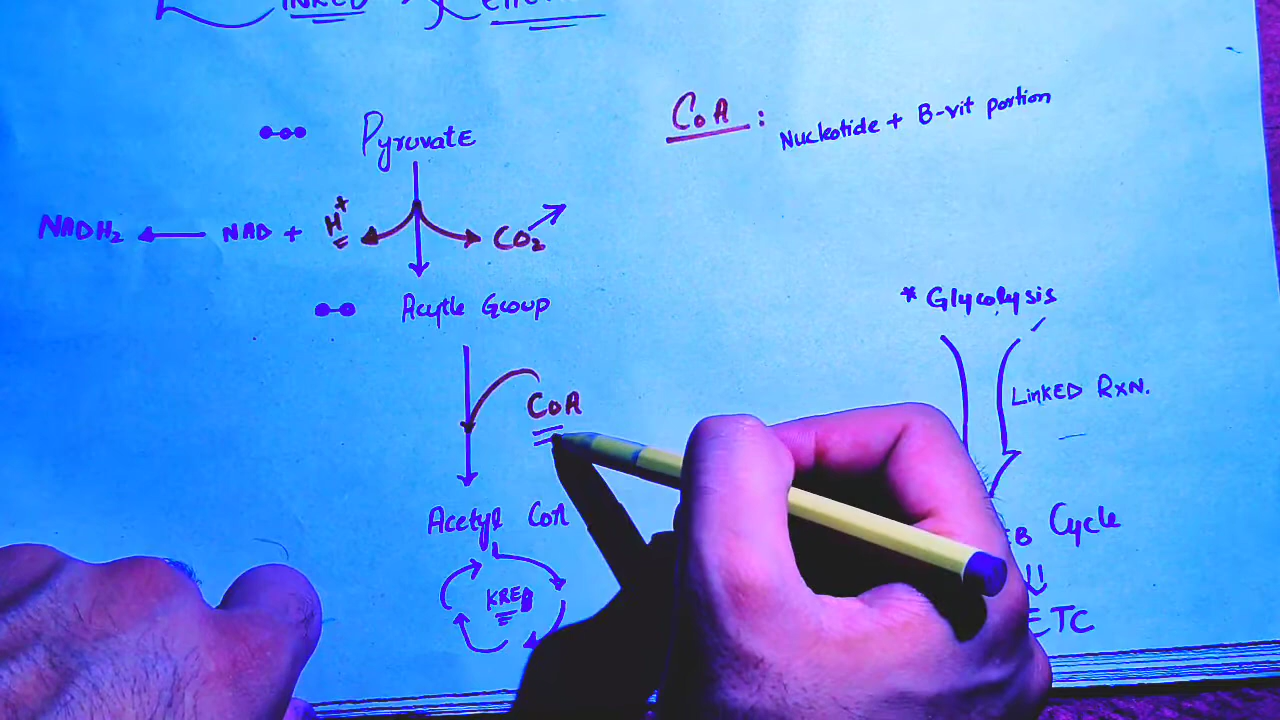 Pyruvate
CoA : Nucleotide + B-vit portion
NADH₂ ← NAD + H⁺ CO₂
Acytle Group
* Glycolysis
LINKED RXN.
CoA
Acetyl CoA
Cycle
KREB
ETC